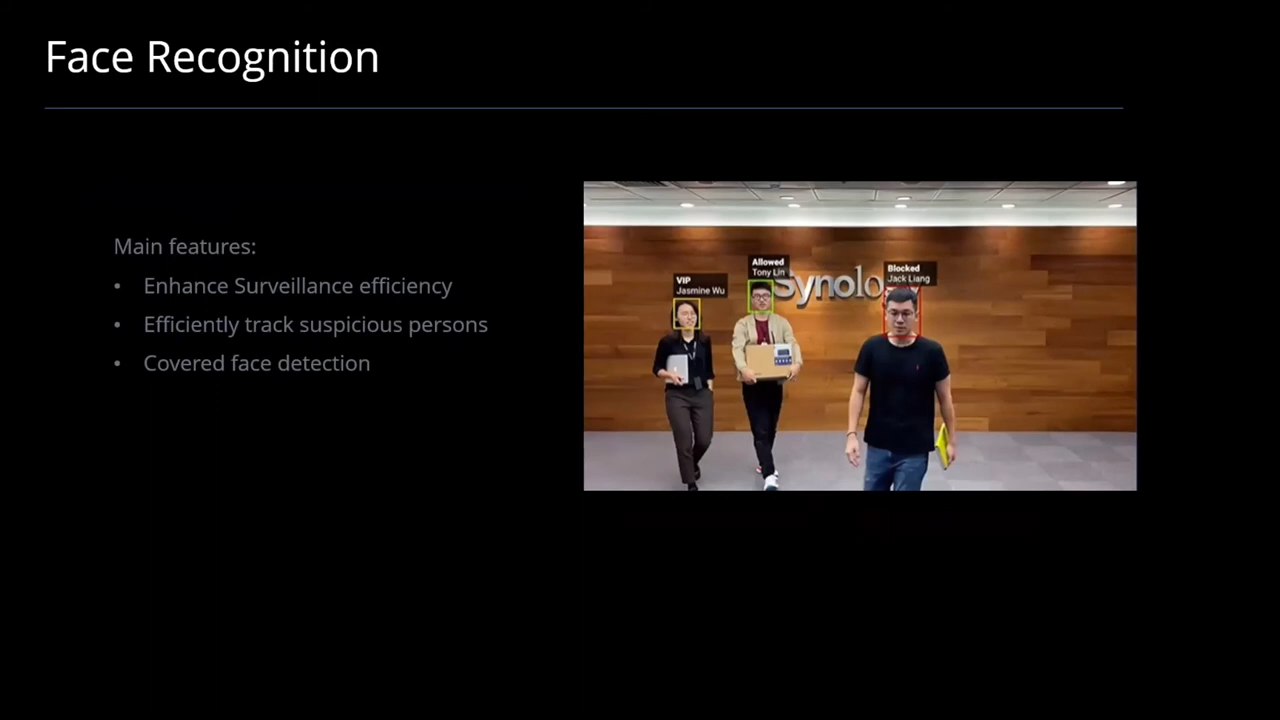 Face Recognition
Main features:
• Enhance Surveillance efficiency
• Efficiently track suspicious persons
• Covered face detection
VIP
Jasmine Wu
Allowed
Tony Lin
Blocked
Jack Liang
Synolo